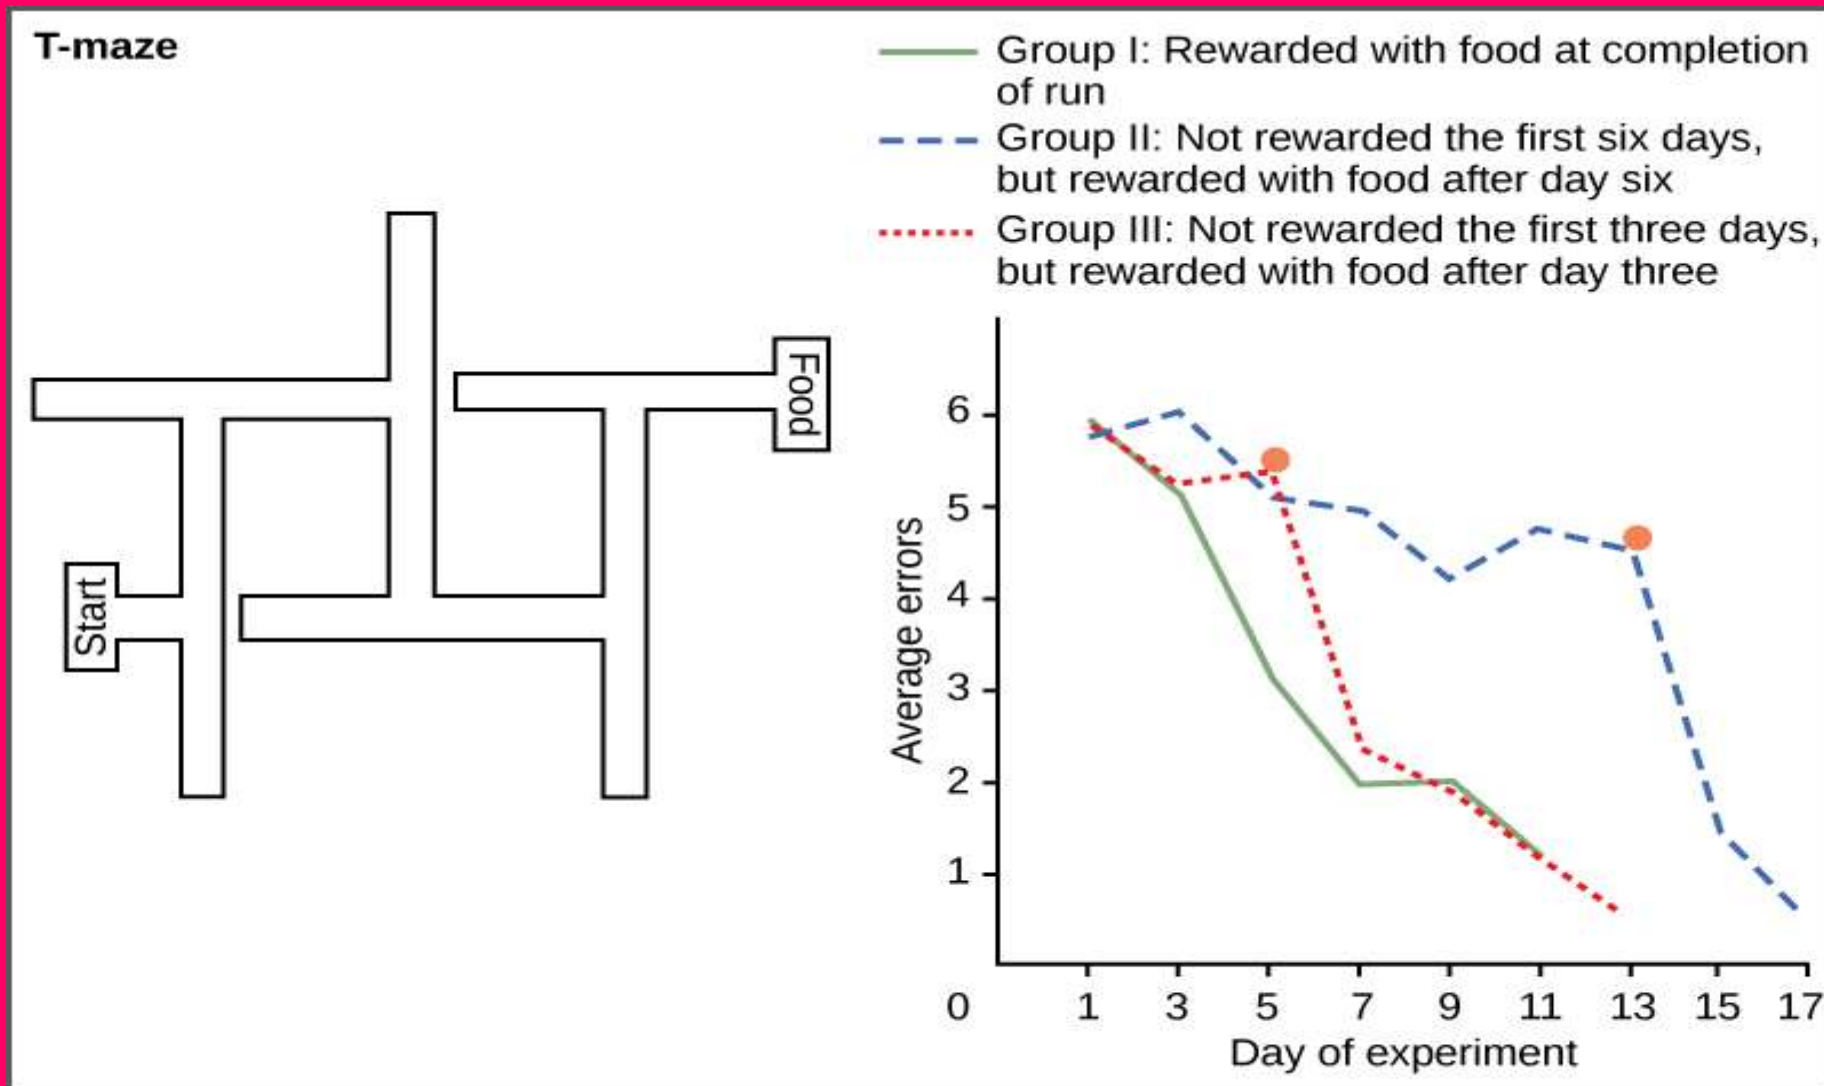 T-maze
Group I: Rewarded with food at completion
of run
Group II: Not rewarded the first six days,
but rewarded with food after day six
Group III: Not rewarded the first three days,
but rewarded with food after day three
Food
Start
Average errors
6
5
4
3
2
1
0 1 3 5 7 9 11 13 15 17
Day of experiment